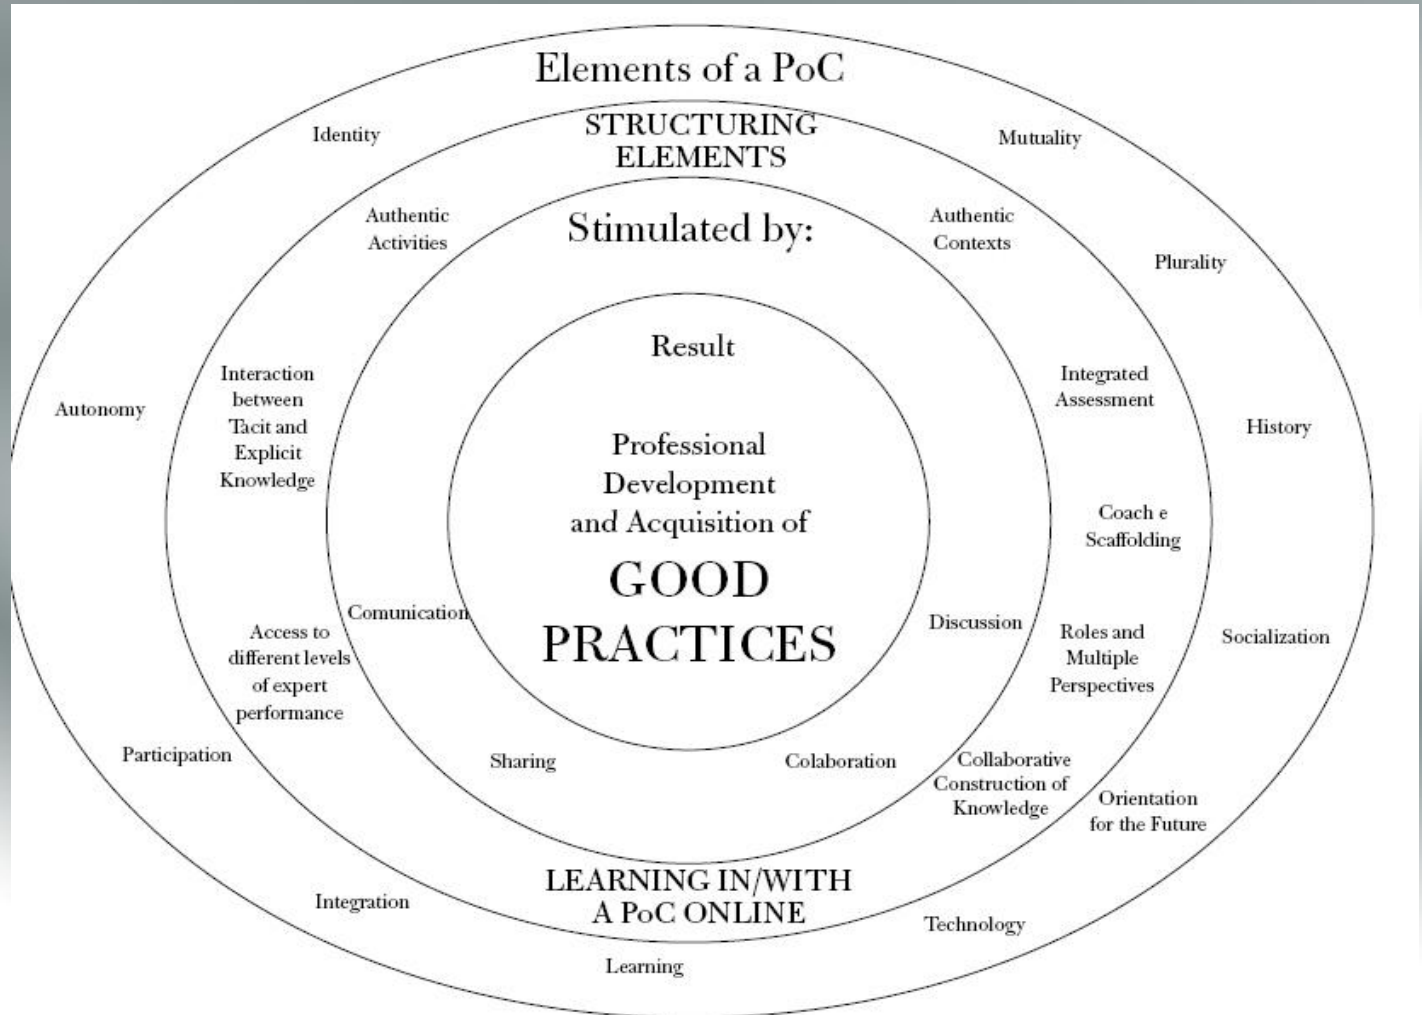 Elements of a PoC
Identity
Mutuality
Plurality
Autonomy
History
Socialization
Participation
Orientation
for the Future
Integration
Technology
Learning
STRUCTURING
ELEMENTS
Authentic
Activities
Authentic
Contexts
Interaction
between
Tacit and
Explicit
Knowledge
Integrated
Assessment
Coach e
Scaffolding
Access to
different levels
of expert
performance
Roles and
Multiple
Perspectives
Collaborative
Construction of
Knowledge
LEARNING IN/WITH
A PoC ONLINE
Stimulated by:
Comunication
Discussion
Sharing
Colaboration
Result
Professional
Development
and Acquisition of
GOOD
PRACTICES